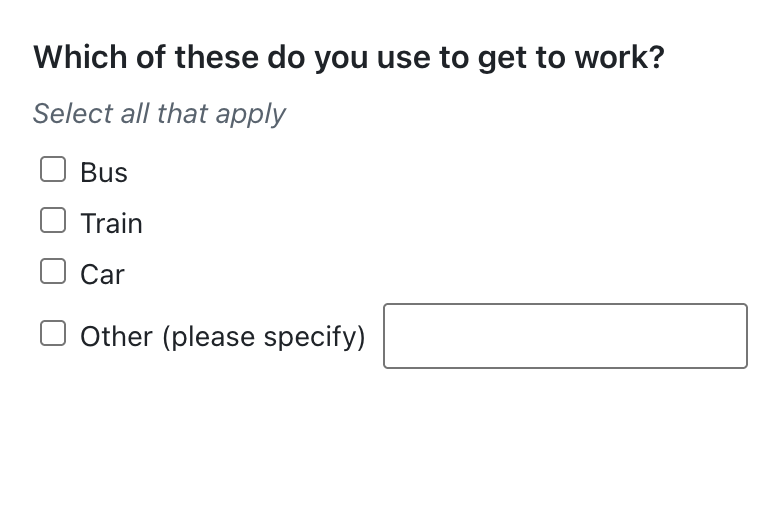 Which of these do you use to get to work?
Select all that apply
Bus
Train
Car
Other (please specify)